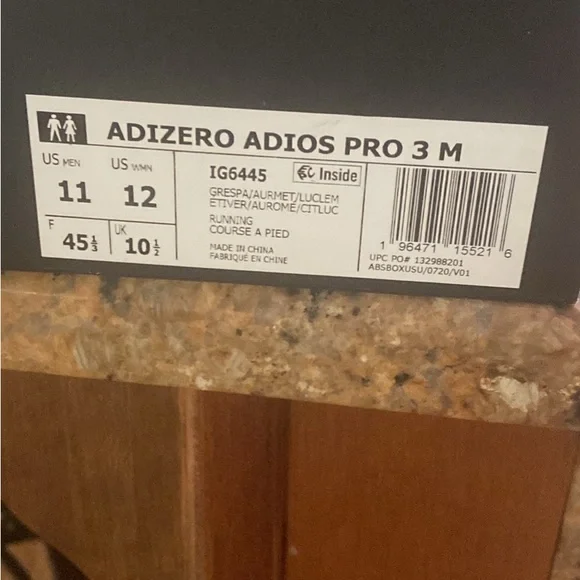 ADIZERO ADIOS PRO 3 M
US MEN
11
US WMN
12
F
45⅓
UK
10½
IG6445
Inside
GRESPA/AURMET/LUCLEM
ETIVER/AUROME/CITLUC
RUNNING
COURSE A PIED
MADE IN CHINA
FABRIQUÉ EN CHINE
1 96471 15521 6
UPC PO# 132988201
ABSBOXUSU/0720/V01